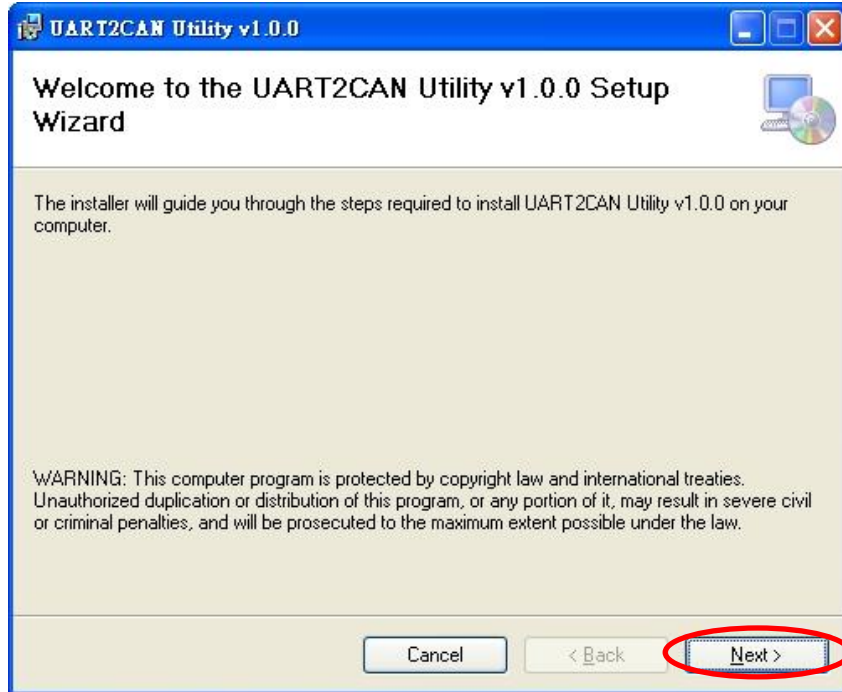 UART2CAN Utility v1.0.0
Welcome to the UART2CAN Utility v1.0.0 Setup
Wizard
The installer will guide you through the steps required to install UART2CAN Utility v1.0.0 on your
computer.
WARNING: This computer program is protected by copyright law and international treaties.
Unauthorized duplication or distribution of this program, or any portion of it, may result in severe civil
or criminal penalties, and will be prosecuted to the maximum extent possible under the law.
Cancel < Back Next >